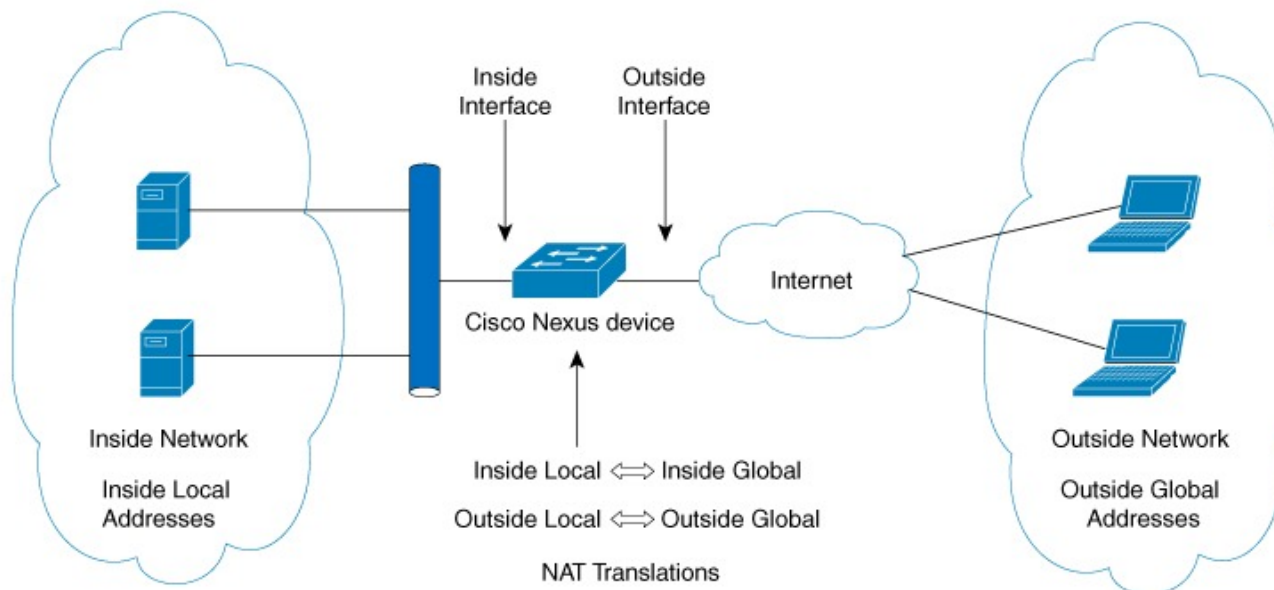 Inside
Interface
Outside
Interface
Internet
Cisco Nexus device
Inside Network
Inside Local
Addresses
Inside Local ⇔ Inside Global
Outside Local ⇔ Outside Global
NAT Translations
Outside Network
Outside Global
Addresses